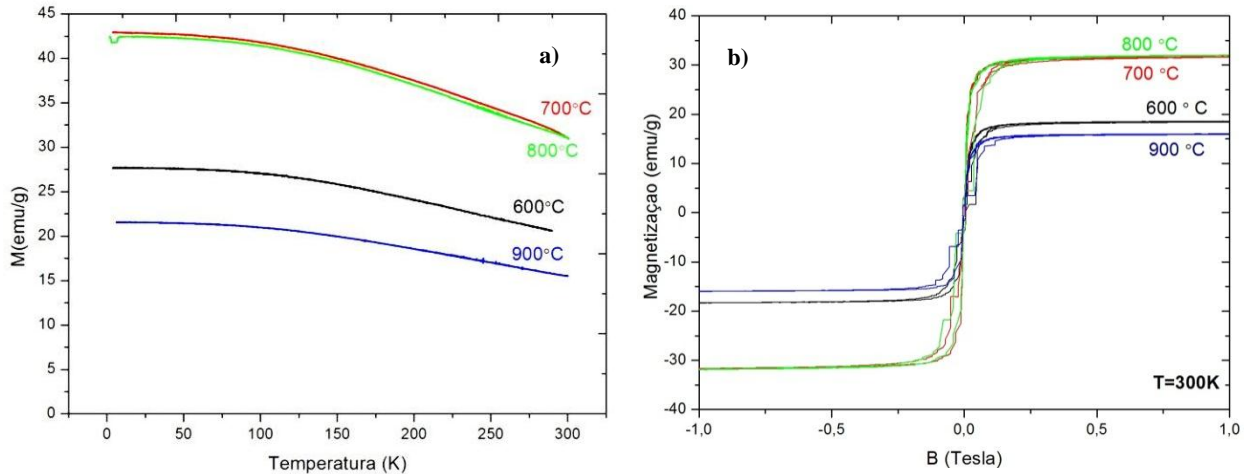 a)
M(emu/g)
45
40
35
30
25
20
15
10
5
0
700°C
800°C
600°C
900°C
0
50
100
150
200
250
300
Temperatura (K)
b)
Magnetizaçao (emu/g)
40
30
20
10
0
-10
-20
-30
-40
800 °C
700 °C
600 ° C
900 °C
T=300K
-1,0
-0,5
0,0
0,5
1,0
B (Tesla)